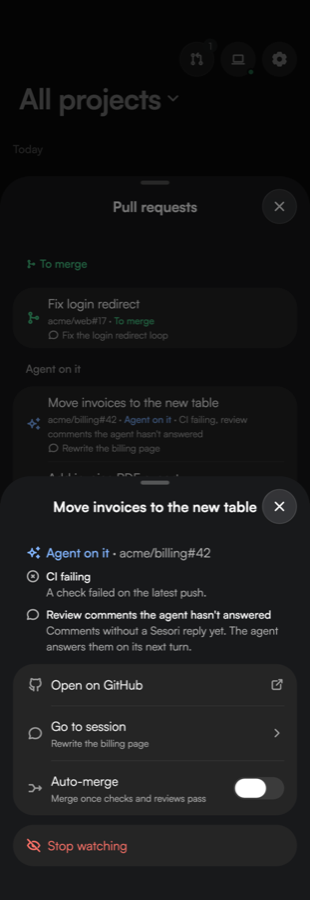 All projects
Today
Pull requests
To merge
Fix login redirect
acme/web#17 · To merge
Fix the login redirect loop
Agent on it
Move invoices to the new table
acme/billing#42 · Agent on it · CI failing, review
comments the agent hasn't answered
Rewrite the billing page
Move invoices to the new table
Agent on it · acme/billing#42
CI failing
A check failed on the latest push.
Review comments the agent hasn't answered
Comments without a Sesori reply yet. The agent
answers them on its next turn.
Open on GitHub
Go to session
Rewrite the billing page
Auto-merge
Merge once checks and reviews pass
Stop watching